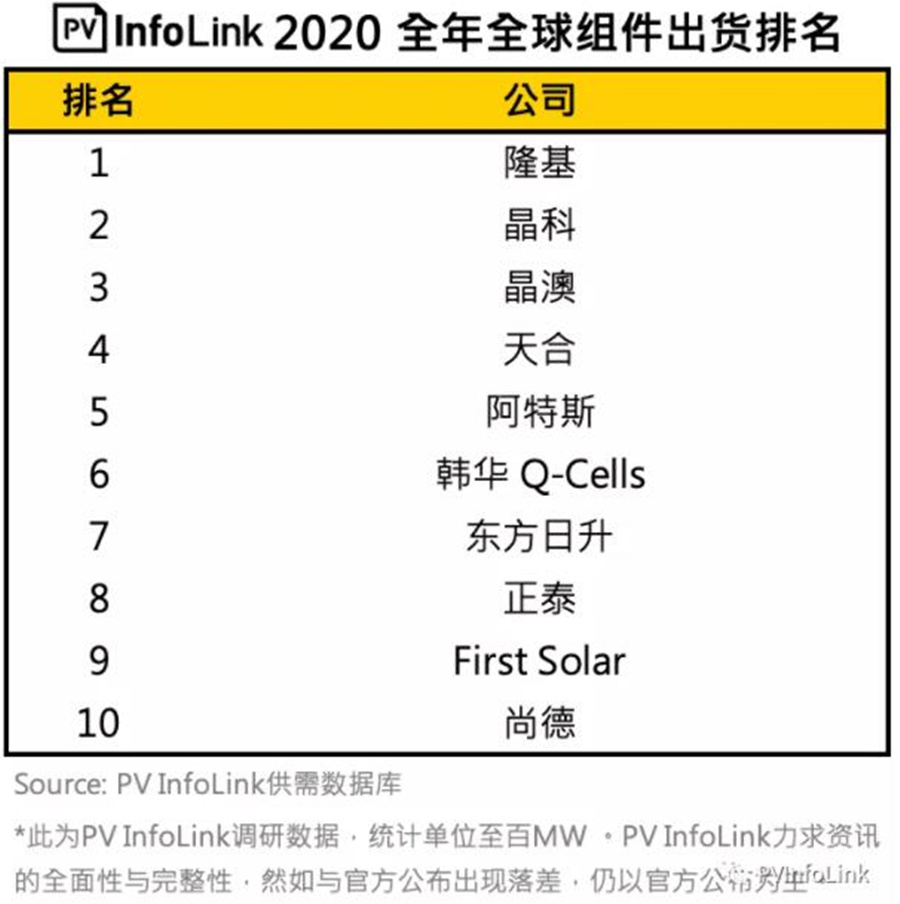 PV InfoLink 2020 全年全球组件出货排名
排名 公司
1 隆基
2 晶科
3 晶澳
4 天合
5 阿特斯
6 韩华 Q-Cells
7 东方日升
8 正泰
9 First Solar
10 尚德
Source: PV InfoLink供需数据库
*此为PV InfoLink调研数据，统计单位至百MW 。PV InfoLink力求资讯
的全面性与完整性，然如与官方公布出现落差，仍以官方公布为主
PVInfoLink